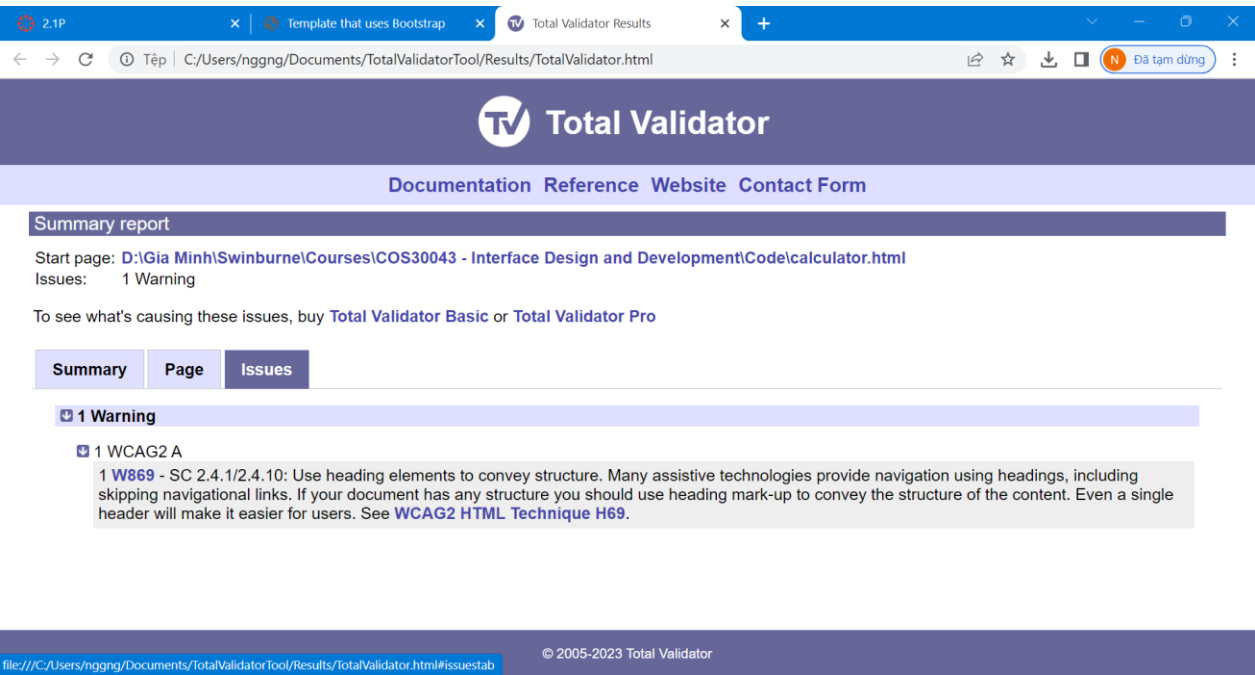 2.1P
Template that uses Bootstrap
Total Validator Results
Tệp C:/Users/nggng/Documents/TotalValidatorTool/Results/TotalValidator.html
N Đã tạm dừng
TV Total Validator
Documentation Reference Website Contact Form
Summary report
Start page: D:\Gia Minh\Swinburne\Courses\COS30043 - Interface Design and Development\Code\calculator.html
Issues: 1 Warning
To see what's causing these issues, buy Total Validator Basic or Total Validator Pro
Summary Page Issues
1 Warning
1 WCAG2 A
1 W869 - SC 2.4.1/2.4.10: Use heading elements to convey structure. Many assistive technologies provide navigation using headings, including
skipping navigational links. If your document has any structure you should use heading mark-up to convey the structure of the content. Even a single
header will make it easier for users. See WCAG2 HTML Technique H69.
© 2005-2023 Total Validator
file:///C:/Users/nggng/Documents/TotalValidatorTool/Results/TotalValidator.html#issuestab